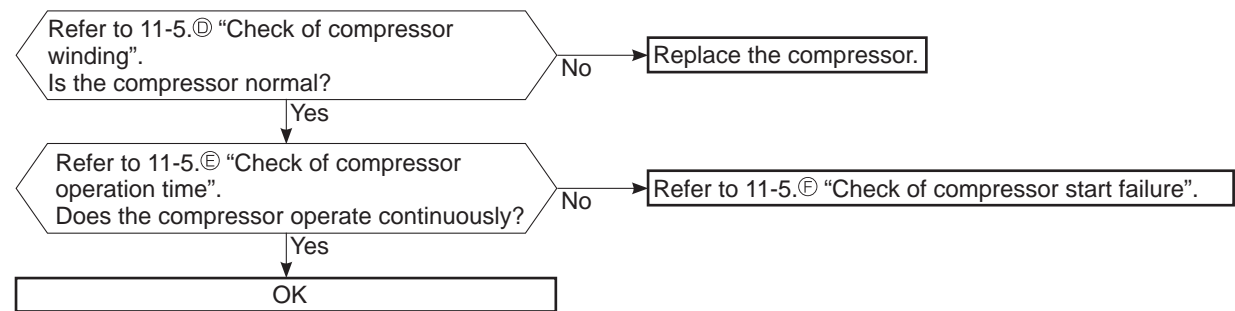 Refer to 11-5.Ⓓ “Check of compressor
winding”.
Is the compressor normal?
No
Replace the compressor.
Yes
Refer to 11-5.Ⓔ “Check of compressor
operation time”.
Does the compressor operate continuously?
No
Refer to 11-5.Ⓕ “Check of compressor start failure”.
Yes
OK